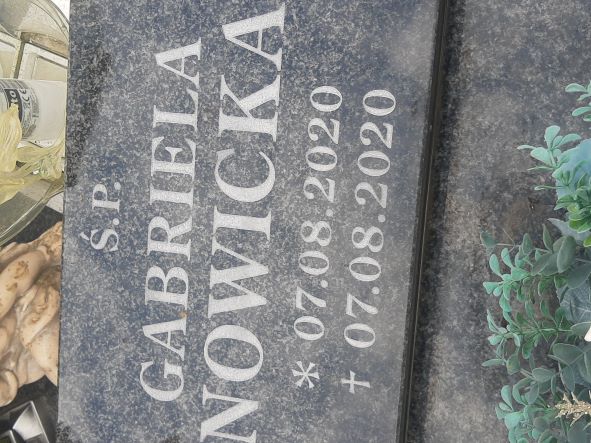 Ś.P.
GABRIELA
NOWICKA
* 07.08.2020
† 07.08.2020